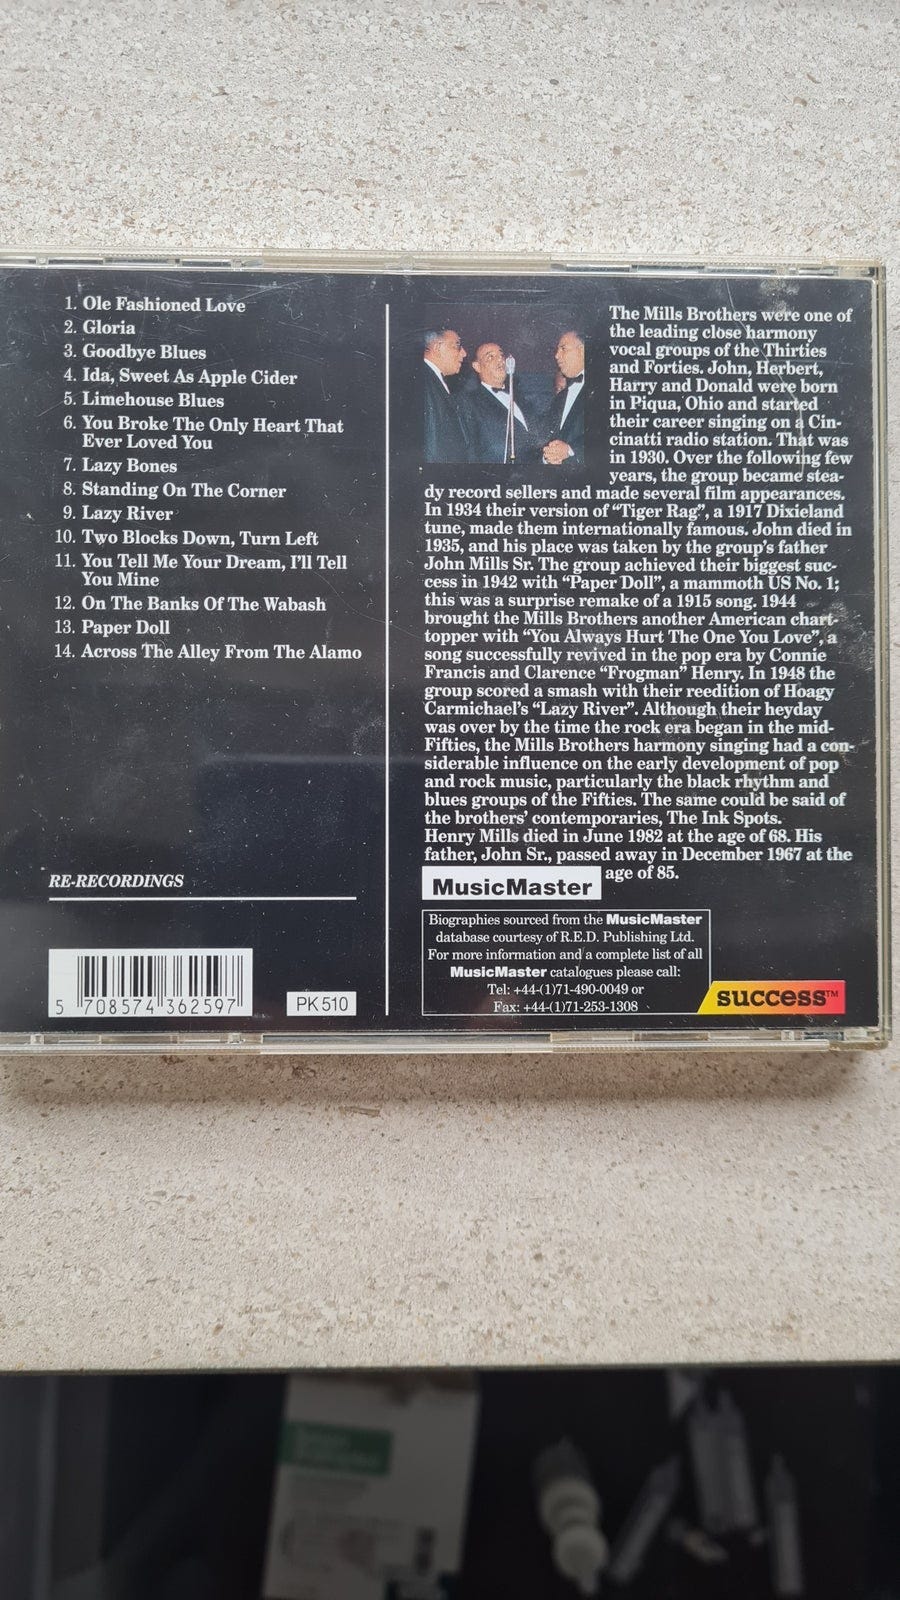 1. Ole Fashioned Love
2. Gloria
3. Goodbye Blues
4. Ida, Sweet As Apple Cider
5. Limehouse Blues
6. You Broke The Only Heart That
Ever Loved You
7. Lazy Bones
8. Standing On The Corner
9. Lazy River
10. Two Blocks Down, Turn Left
11. You Tell Me Your Dream, I'll Tell
You Mine
12. On The Banks Of The Wabash
13. Paper Doll
14. Across The Alley From The Alamo
RE-RECORDINGS
5 708574 362597
PK 510
The Mills Brothers were one of
the leading close harmony
vocal groups of the Thirties
and Forties. John, Herbert,
Harry and Donald were born
in Piqua, Ohio and started
their career singing on a Cin-
cinatti radio station. That was
in 1930. Over the following few
years, the group became stea-
dy record sellers and made several film appearances.
In 1934 their version of "Tiger Rag", a 1917 Dixieland
tune, made them internationally famous. John died in
1935, and his place was taken by the group's father
John Mills Sr. The group achieved their biggest suc-
cess in 1942 with "Paper Doll", a mammoth US No. 1;
this was a surprise remake of a 1915 song. 1944
brought the Mills Brothers another American chart-
topper with "You Always Hurt The One You Love", a
song successfully revived in the pop era by Connie
Francis and Clarence "Frogman" Henry. In 1948 the
group scored a smash with their reedition of Hoagy
Carmichael's "Lazy River". Although their heyday
was over by the time the rock era began in the mid-
Fifties, the Mills Brothers harmony singing had a con-
siderable influence on the early development of pop
and rock music, particularly the black rhythm and
blues groups of the Fifties. The same could be said of
the brothers' contemporaries, The Ink Spots.
Henry Mills died in June 1982 at the age of 68. His
father, John Sr., passed away in December 1967 at the
age of 85.
MusicMaster
Biographies sourced from the MusicMaster
database courtesy of R.E.D. Publishing Ltd.
For more information and a complete list of all
MusicMaster catalogues please call:
Tel: +44-(1)71-490-0049 or
Fax: +44-(1)71-253-1308
success™